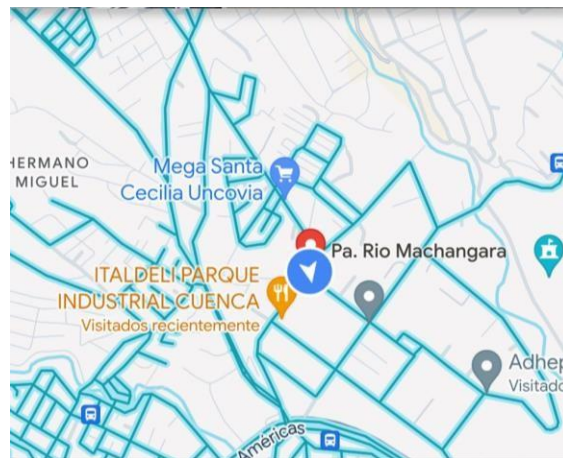 HERMANO
MIGUEL
Mega Santa
Cecilia Uncovia
Pa. Rio Machangara
ITALDELI PARQUE
INDUSTRIAL CUENCA
Visitados recientemente
Adhep
Visitado
Américas